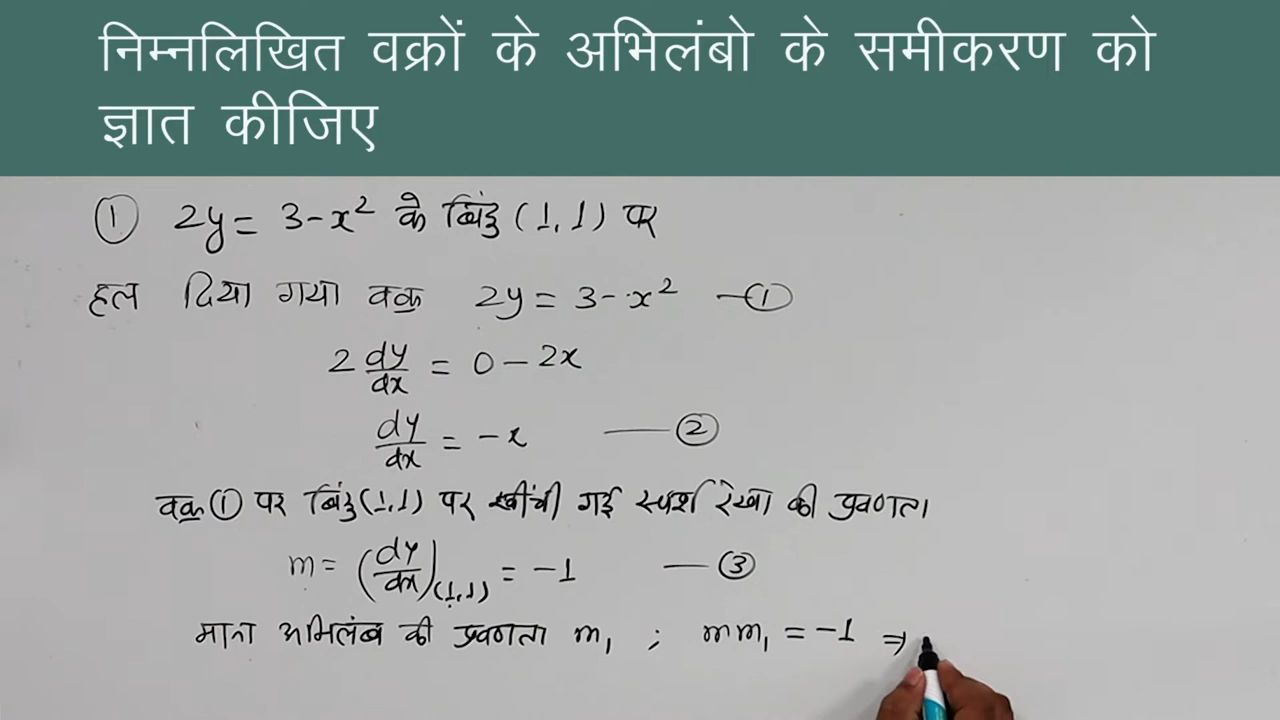 निम्नलिखित वक्रों के अभिलंबो के समीकरण को
ज्ञात कीजिए
① 2y = 3-x² के बिंदु (1,1) पर
हल दिया गया वक्र 2y = 3-x² —①
2 dy/dx = 0 - 2x
dy/dx = -x —②
वक्र ① पर बिंदु (1,1) पर खींची गई स्पर्श रेखा की प्रवणता
m = (dy/dx)(1,1) = -1 —③
माना अभिलंब की प्रवणता m₁ ; mm₁ = -1 ⇒